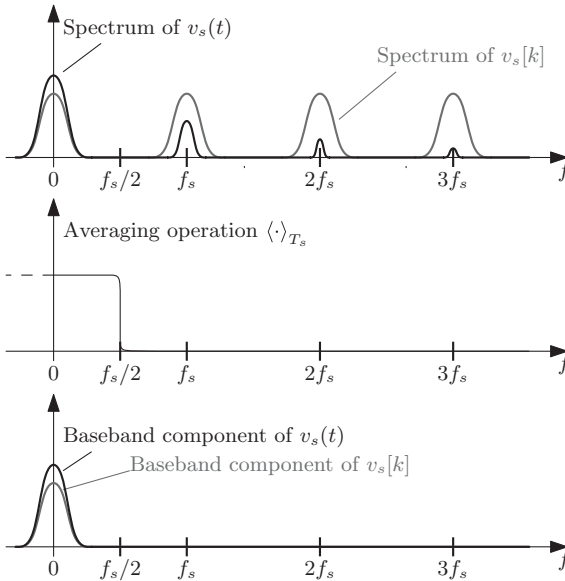 Spectrum of v_s(t)
Spectrum of v_s[k]
0 f_s/2 f_s 2f_s 3f_s f
Averaging operation ⟨·⟩_{T_s}
0 f_s/2 f_s 2f_s 3f_s f
Baseband component of v_s(t)
Baseband component of v_s[k]
0 f_s/2 f_s 2f_s 3f_s f